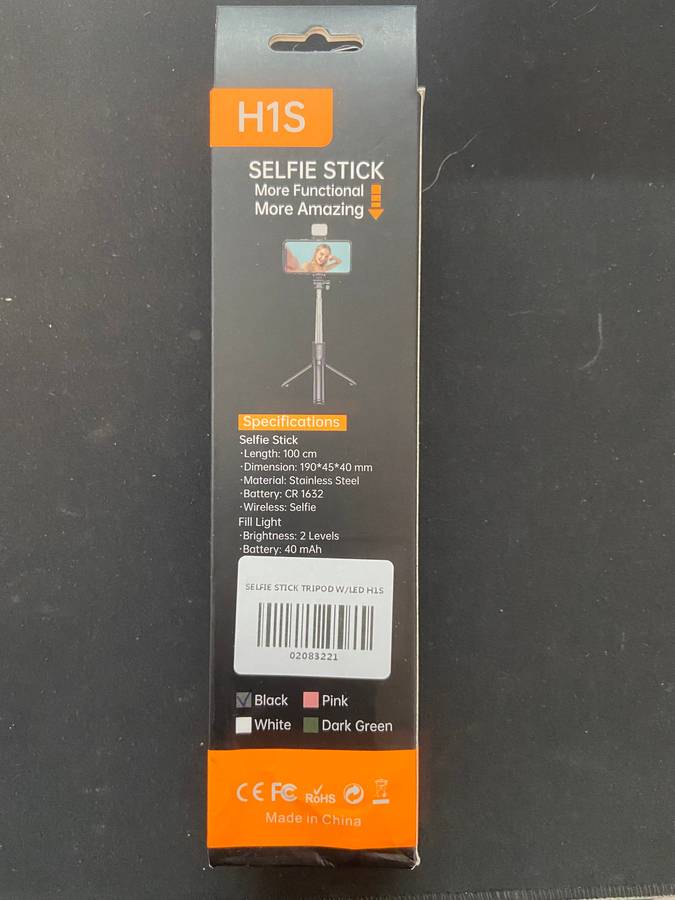 H1S
SELFIE STICK
More Functional
More Amazing
Specifications
Selfie Stick
·Length: 100 cm
·Dimension: 190*45*40 mm
·Material: Stainless Steel
·Battery: CR 1632
·Wireless: Selfie
Fill Light
·Brightness: 2 Levels
·Battery: 40 mAh
SELFIE STICK TRIPOD W/LED H1S
02083221
Black Pink
White Dark Green
CE FC RoHS
Made in China